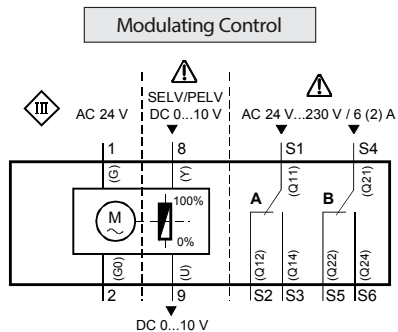 Modulating Control
III
AC 24 V
SELV/PELV
DC 0...10 V
AC 24 V...230 V / 6 (2) A
1 8 S1 S4
(G) (Y) (Q11) (Q21)
100%
A B
M
0%
(G0) (U) (Q12) (Q14) (Q22) (Q24)
2 9 S2 S3 S5 S6
DC 0...10 V